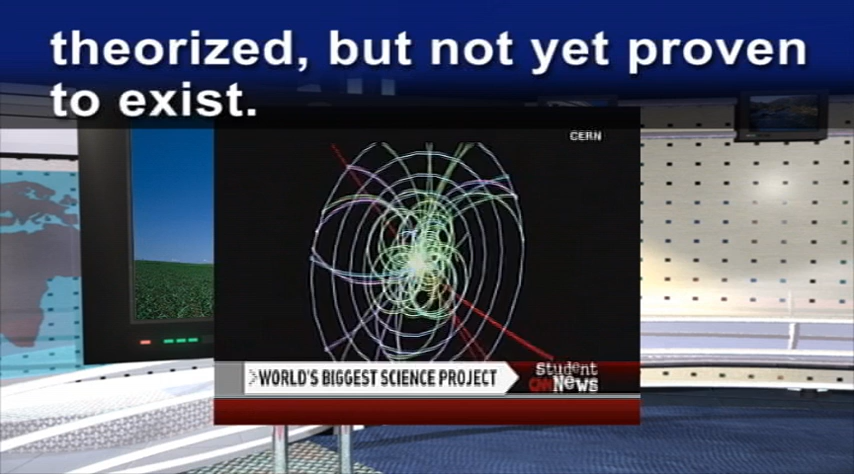 theorized, but not yet proven
to exist.
CERN
WORLD'S BIGGEST SCIENCE PROJECT
Student
CNN News